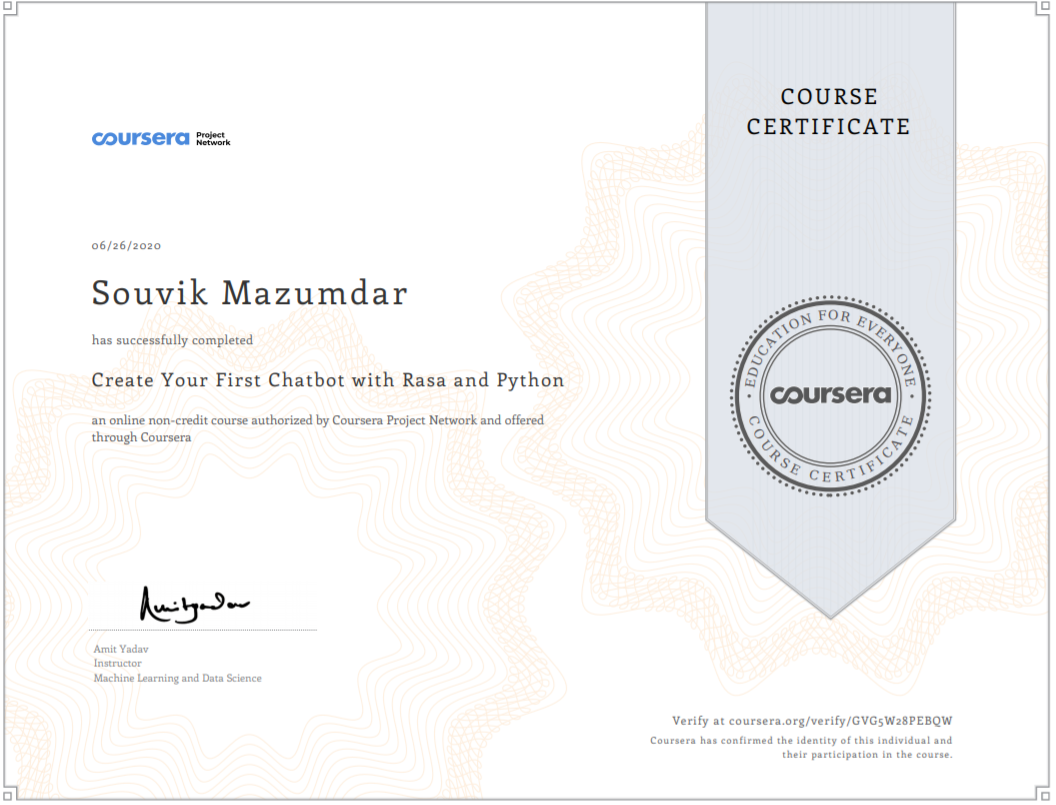 COURSE
CERTIFICATE
coursera Project
Network
06/26/2020
Souvik Mazumdar
has successfully completed
Create Your First Chatbot with Rasa and Python
an online non-credit course authorized by Coursera Project Network and offered
through Coursera
EDUCATION FOR EVERYONE
coursera
COURSE CERTIFICATE
Amityadav
Amit Yadav
Instructor
Machine Learning and Data Science
Verify at coursera.org/verify/GVG5W28PEBQW
Coursera has confirmed the identity of this individual and
their participation in the course.